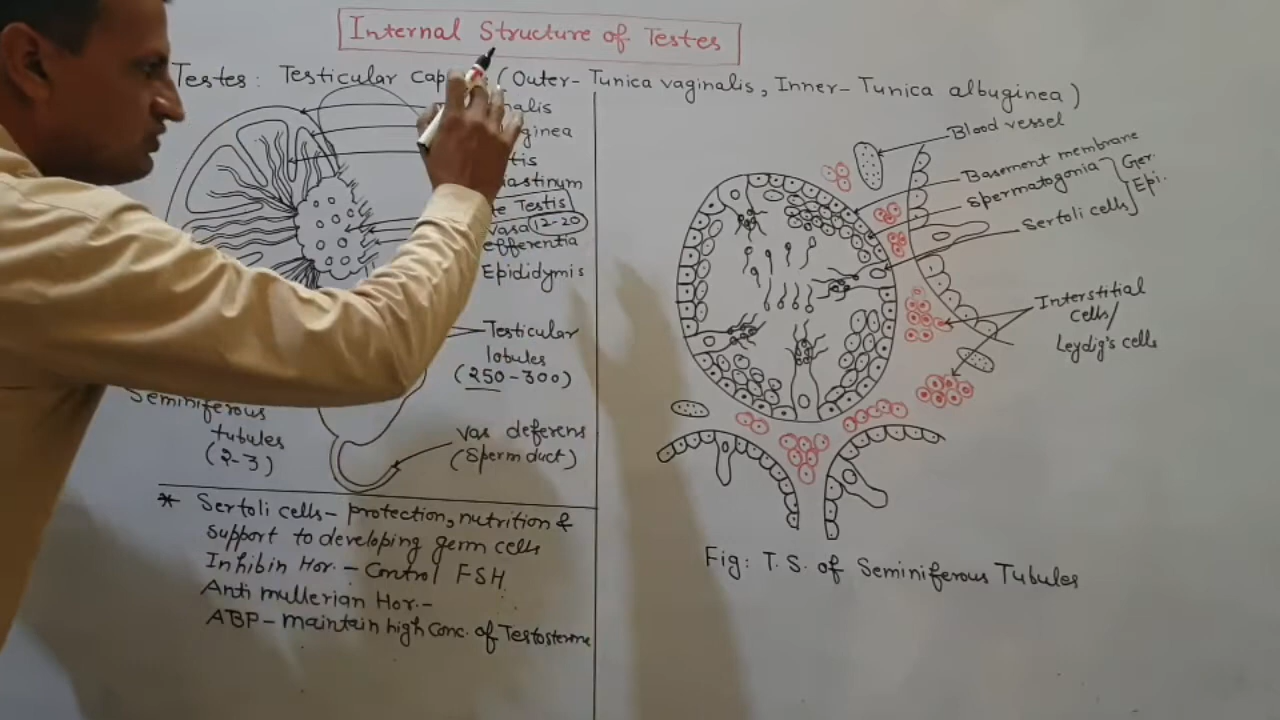 Internal Structure of Testes
Testes: Testicular Cap (Outer- Tunica vaginalis, Inner- Tunica albuginea)
nalis
ginea
tis
iastinum
te Testis
vasa (12-20)
efferentia
Epididymis
Testicular
lobules
(250-300)
Seminiferous
tubules
(2-3)
vas deferens
(Sperm duct)
* Sertoli cells- protection, nutrition &
support to developing germ cells
Inhibin Hor.- Control FSH.
Anti mullerian Hor.-
ABP- maintain high Conc. of Testosterone
Blood vessel
Basement membrane
spermatogonia
Ger.
Epi.
Sertoli cells
Interstitial
cells/
Leydig's cells
Fig: T.S. of Seminiferous Tubules